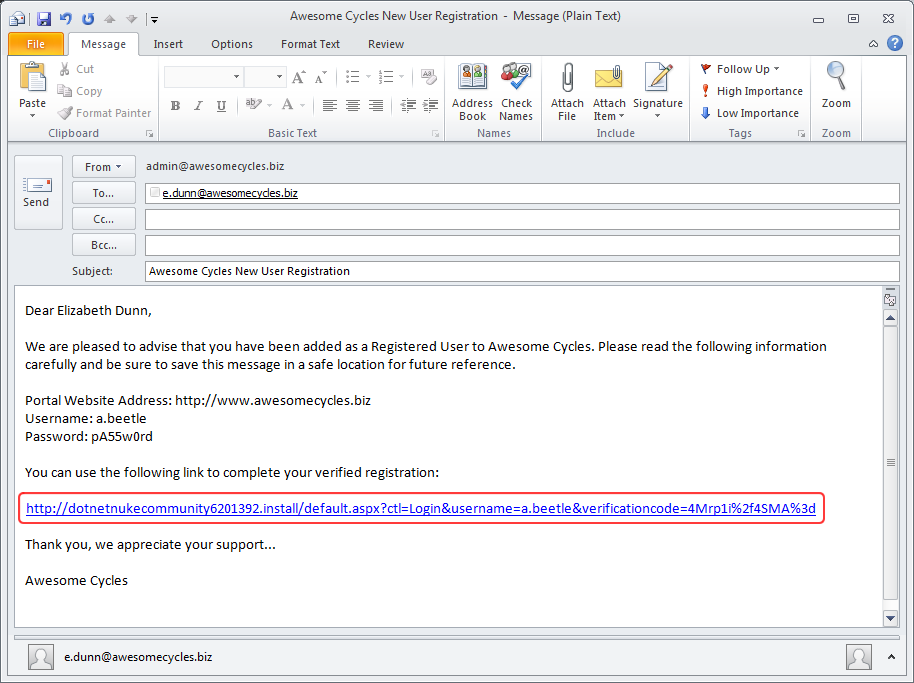 Awesome Cycles New User Registration - Message (Plain Text)
File Message Insert Options Format Text Review
Paste
Cut
Copy
Format Painter
Clipboard
B I U
ab A
Basic Text
Address Book
Check Names
Names
Attach File
Attach Item
Signature
Include
Follow Up
High Importance
Low Importance
Tags
Zoom
Zoom
Send
From admin@awesomecycles.biz
To... e.dunn@awesomecycles.biz
Cc...
Bcc...
Subject: Awesome Cycles New User Registration
Dear Elizabeth Dunn,
We are pleased to advise that you have been added as a Registered User to Awesome Cycles. Please read the following information
carefully and be sure to save this message in a safe location for future reference.
Portal Website Address: http://www.awesomecycles.biz
Username: a.beetle
Password: pA55w0rd
You can use the following link to complete your verified registration:
http://dotnetnukecommunity6201392.install/default.aspx?ctl=Login&username=a.beetle&verificationcode=4Mrp1i%2f4SMA%3d
Thank you, we appreciate your support...
Awesome Cycles
e.dunn@awesomecycles.biz